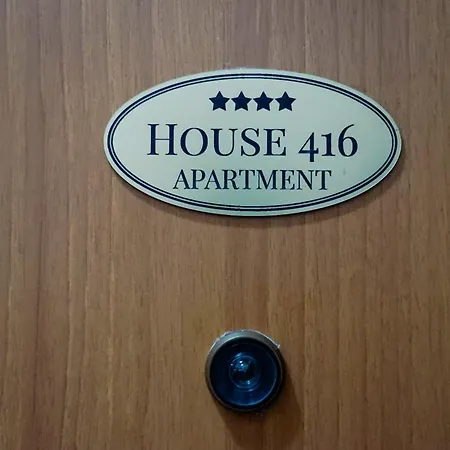 ★★★★
HOUSE 416
APARTMENT